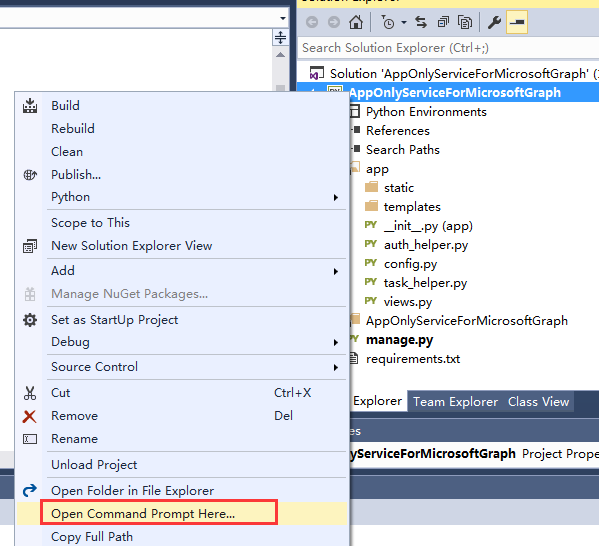 Search Solution Explorer (Ctrl+;)
Solution 'AppOnlyServiceForMicrosoftGraph' (1
AppOnlyServiceForMicrosoftGraph
Python Environments
References
Search Paths
app
static
templates
__init__.py (app)
auth_helper.py
config.py
task_helper.py
views.py
AppOnlyServiceForMicrosoftGraph
manage.py
requirements.txt
Explorer Team Explorer Class View
yServiceForMicrosoftGraph Project Prope
Build
Rebuild
Clean
Publish...
Python
Scope to This
New Solution Explorer View
Add
Manage NuGet Packages...
Set as StartUp Project
Debug
Source Control
Cut Ctrl+X
Remove Del
Rename
Unload Project
Open Folder in File Explorer
Open Command Prompt Here...
Copy Full Path